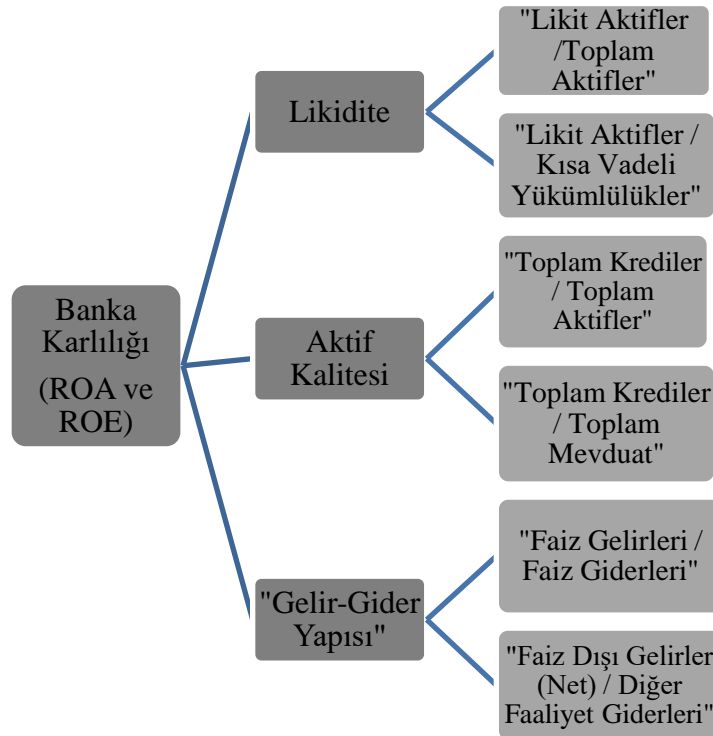 Banka
Karlılığı
(ROA ve
ROE)
Likidite
"Likit Aktifler
/Toplam
Aktifler"
"Likit Aktifler /
Kısa Vadeli
Yükümlülükler"
Aktif
Kalitesi
"Toplam Krediler
/ Toplam
Aktifler"
"Toplam Krediler
/ Toplam
Mevduat"
"Gelir-Gider
Yapısı"
"Faiz Gelirleri /
Faiz Giderleri"
"Faiz Dışı Gelirler
(Net) / Diğer
Faaliyet Giderleri"